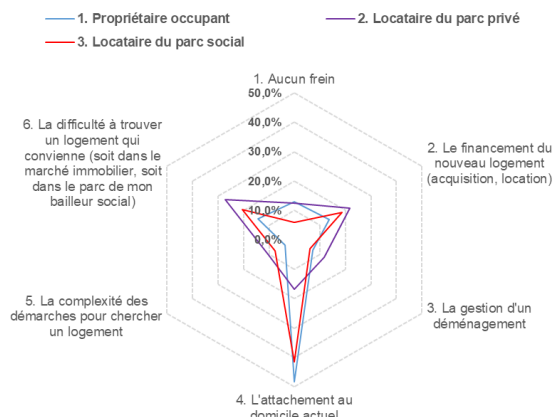 1. Propriétaire occupant
2. Locataire du parc privé
3. Locataire du parc social
1. Aucun frein
50,0%
40,0%
30,0%
20,0%
10,0%
0,0%
2. Le financement du
nouveau logement
(acquisition, location)
3. La gestion d'un
déménagement
4. L'attachement au
domicile actuel
5. La complexité des
démarches pour chercher
un logement
6. La difficulté à trouver
un logement qui
convienne (soit dans le
marché immobilier, soit
dans le parc de mon
bailleur social)